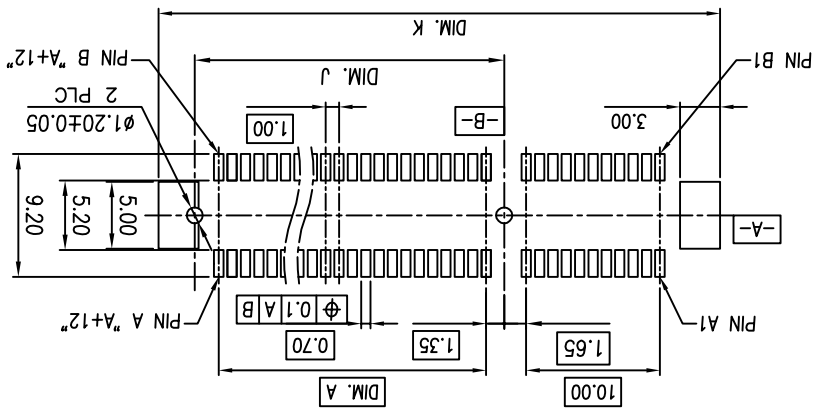 10.00
DIM. A
1.65
1.35
0.70
⌖ 0.1 A B
PIN A1
PIN A "A+12"
-A-
5.00
5.20
9.20
3.00
-B-
1.00
ø1.20±0.05
2 PLC
PIN B1
DIM. J
PIN B "A+12"
DIM. K